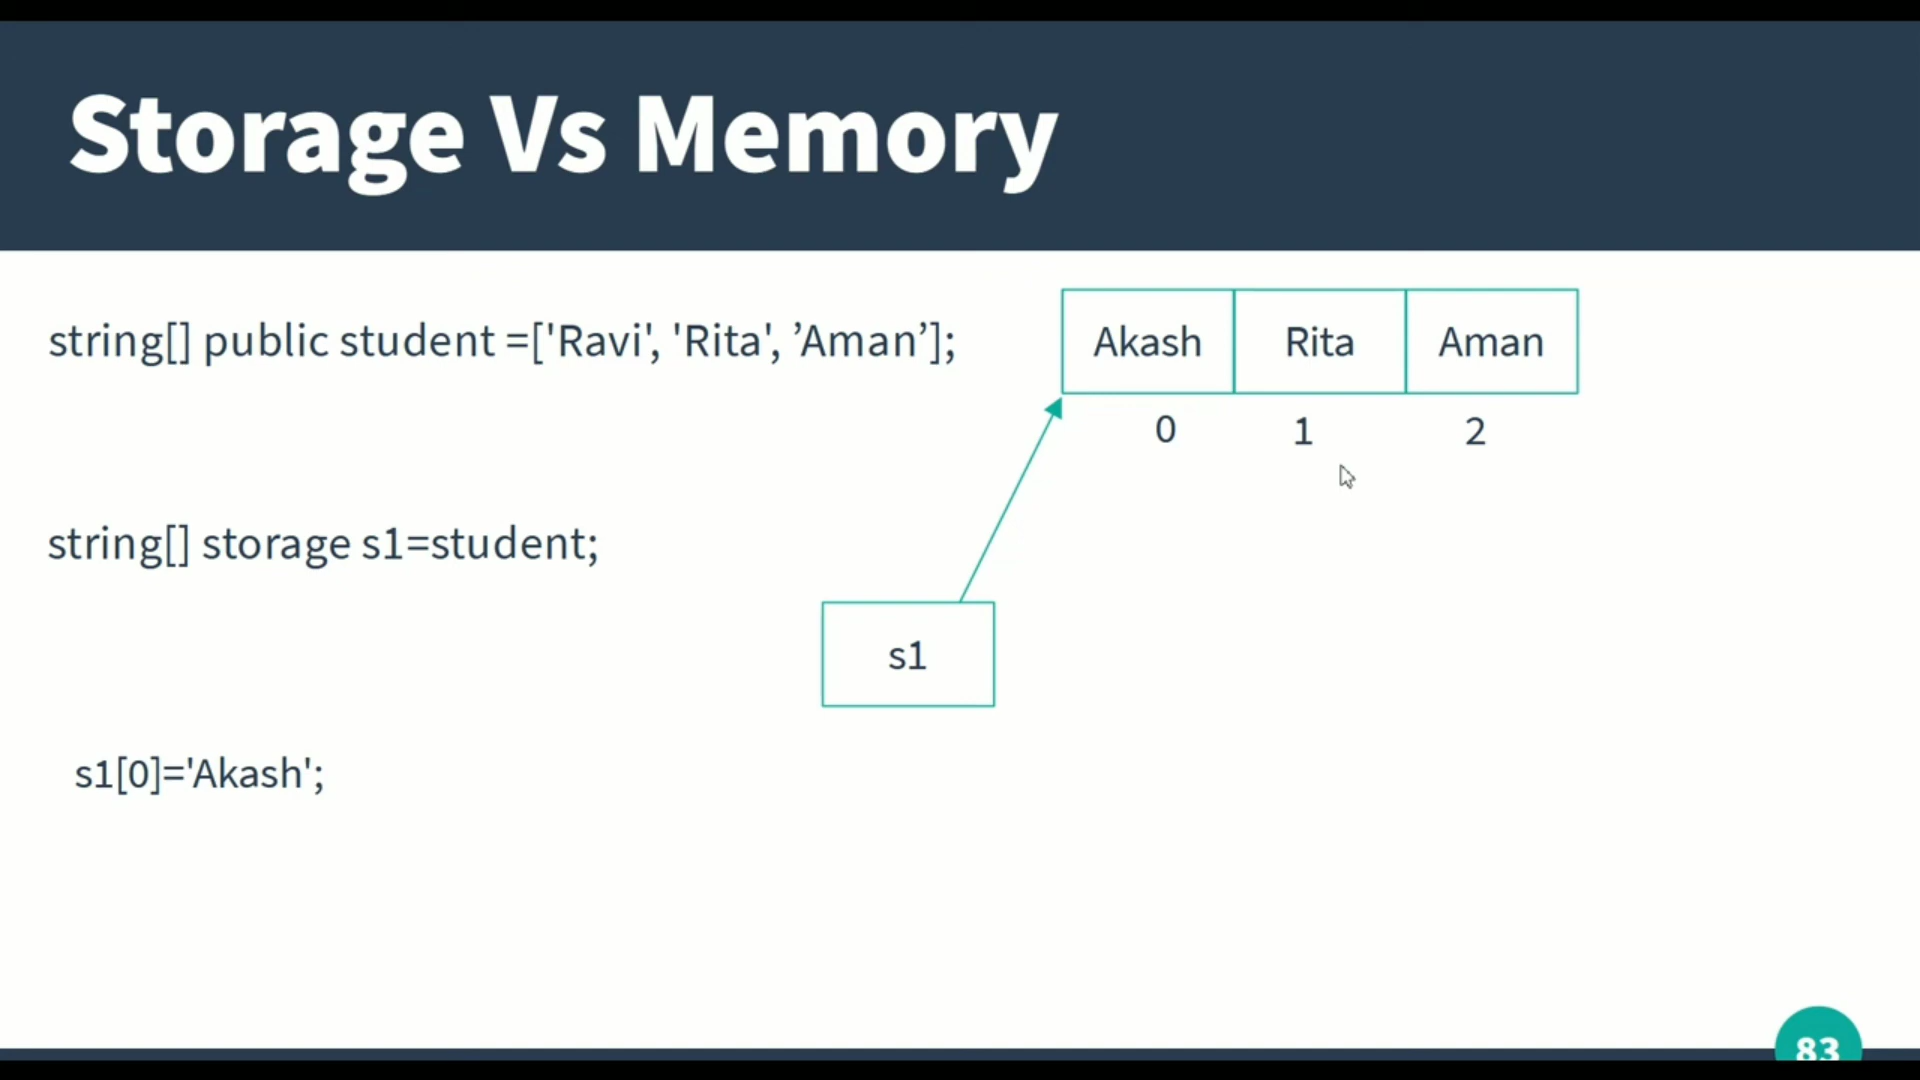 Storage Vs Memory
string[] public student =['Ravi', 'Rita', ’Aman’];
Akash Rita Aman
0 1 2
string[] storage s1=student;
s1
s1[0]='Akash';
83